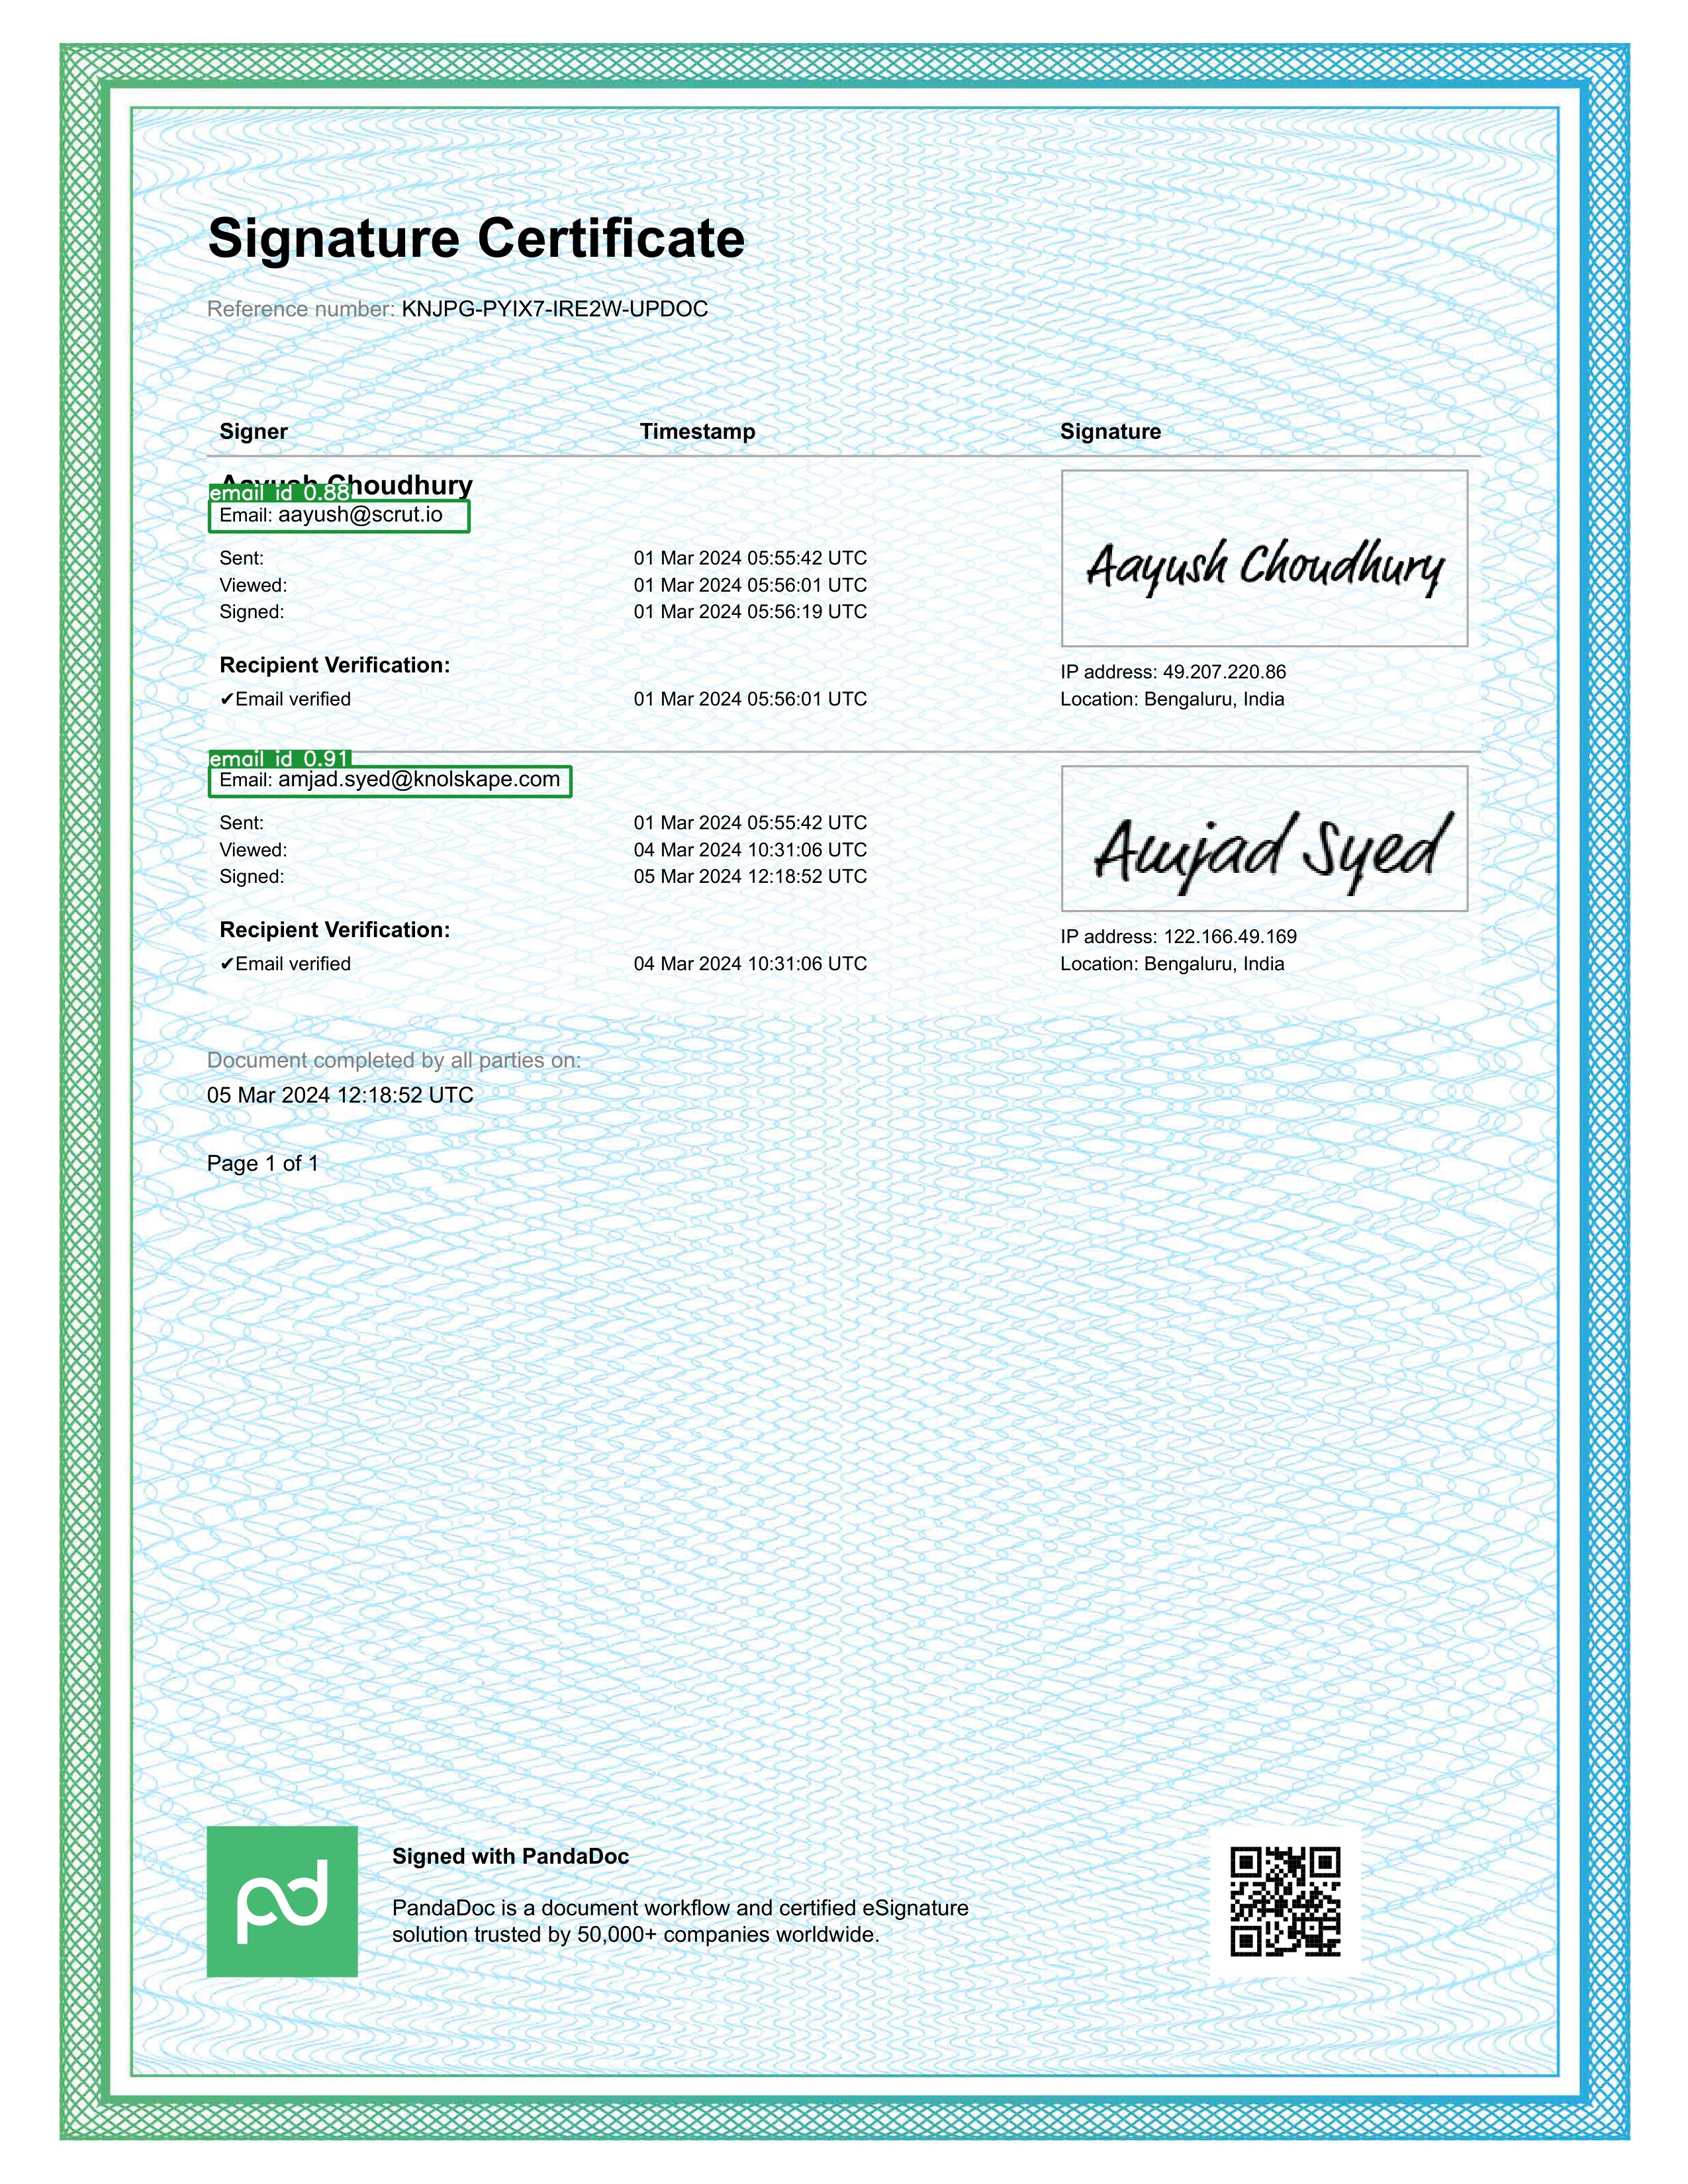 Signature Certificate
Reference number: KNJPG-PYIX7-IRE2W-UPDOC
Signer Timestamp Signature
Aayush Choudhury
email_id 0.88
Email: aayush@scrut.io
Sent: 01 Mar 2024 05:55:42 UTC
Viewed: 01 Mar 2024 05:56:01 UTC
Signed: 01 Mar 2024 05:56:19 UTC
Aayush Choudhury
Recipient Verification:
✔Email verified 01 Mar 2024 05:56:01 UTC
IP address: 49.207.220.86
Location: Bengaluru, India
email_id 0.91
Email: amjad.syed@knolskape.com
Sent: 01 Mar 2024 05:55:42 UTC
Viewed: 04 Mar 2024 10:31:06 UTC
Signed: 05 Mar 2024 12:18:52 UTC
Amjad Syed
Recipient Verification:
✔Email verified 04 Mar 2024 10:31:06 UTC
IP address: 122.166.49.169
Location: Bengaluru, India
Document completed by all parties on:
05 Mar 2024 12:18:52 UTC
Page 1 of 1
pd
Signed with PandaDoc
PandaDoc is a document workflow and certified eSignature
solution trusted by 50,000+ companies worldwide.